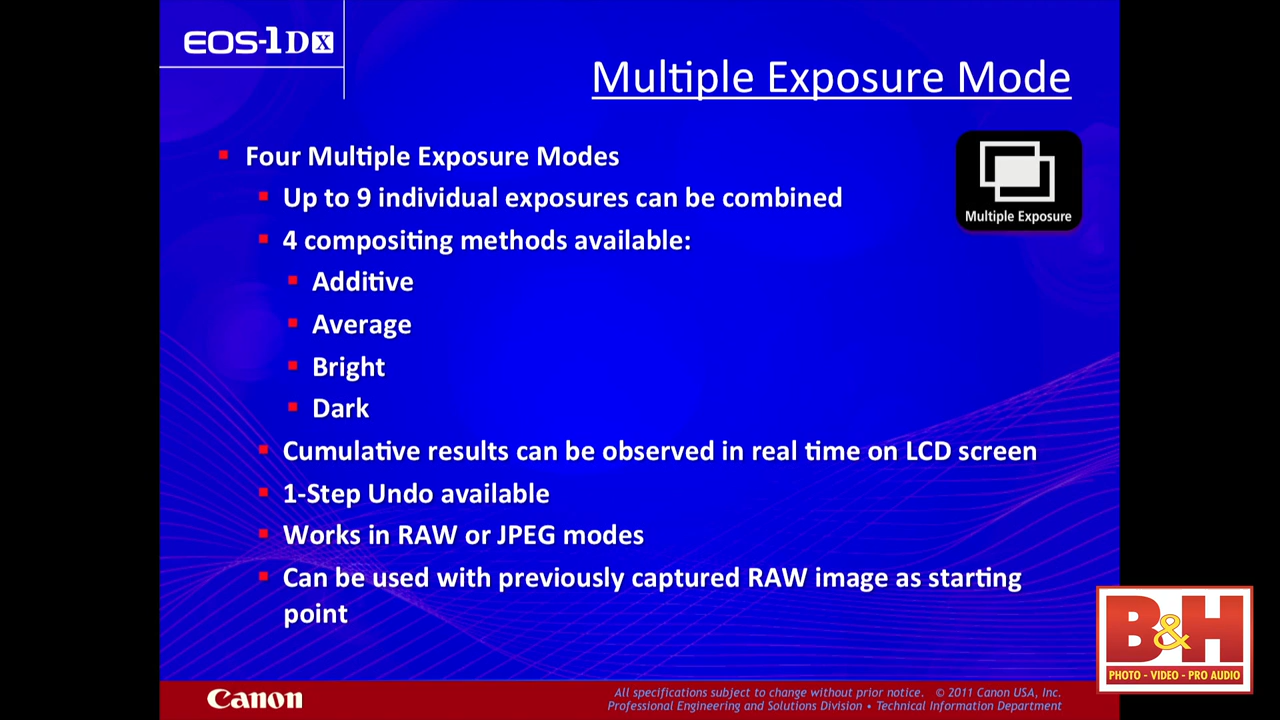 EOS-1DX
Multiple Exposure Mode
Four Multiple Exposure Modes
Up to 9 individual exposures can be combined
Multiple Exposure
4 compositing methods available:
Additive
Average
Bright
Dark
Cumulative results can be observed in real time on LCD screen
1-Step Undo available
Works in RAW or JPEG modes
Can be used with previously captured RAW image as starting
point
B&H
PHOTO - VIDEO - PRO AUDIO
Canon
All specifications subject to change without prior notice. © 2011 Canon USA, Inc.
Professional Engineering and Solutions Division • Technical Information Department